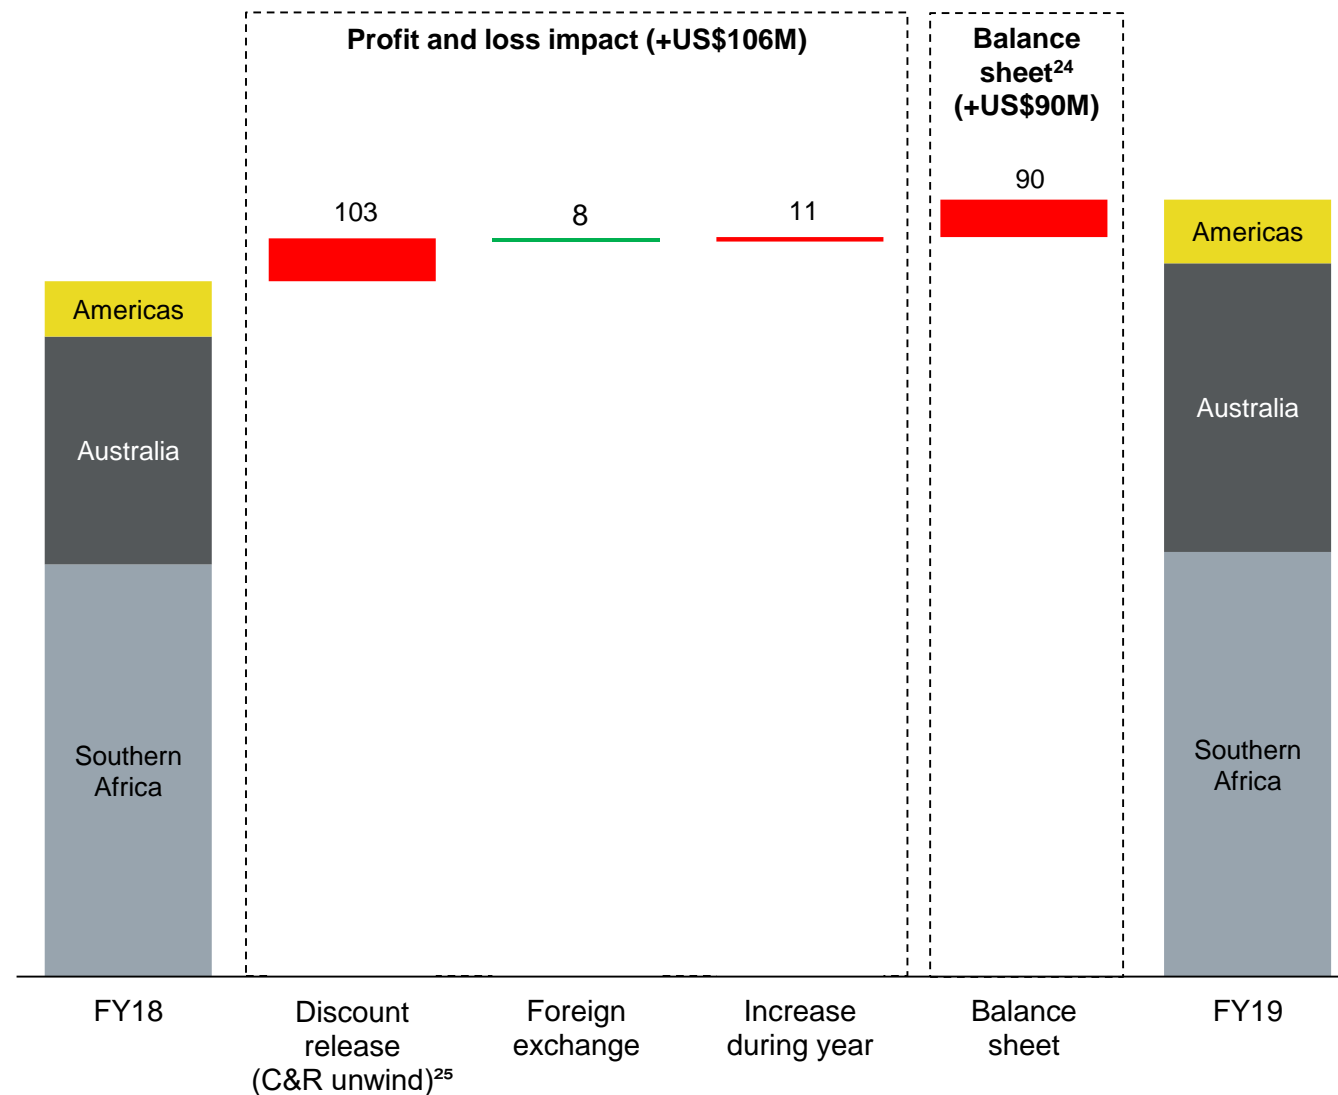 Profit and loss impact (+US$106M)
Balance
sheet²⁴
(+US$90M)
103
8
11
90
Americas
Australia
Southern
Africa
Americas
Australia
Southern
Africa
FY18
Discount
release
(C&R unwind)²⁵
Foreign
exchange
Increase
during year
Balance
sheet
FY19